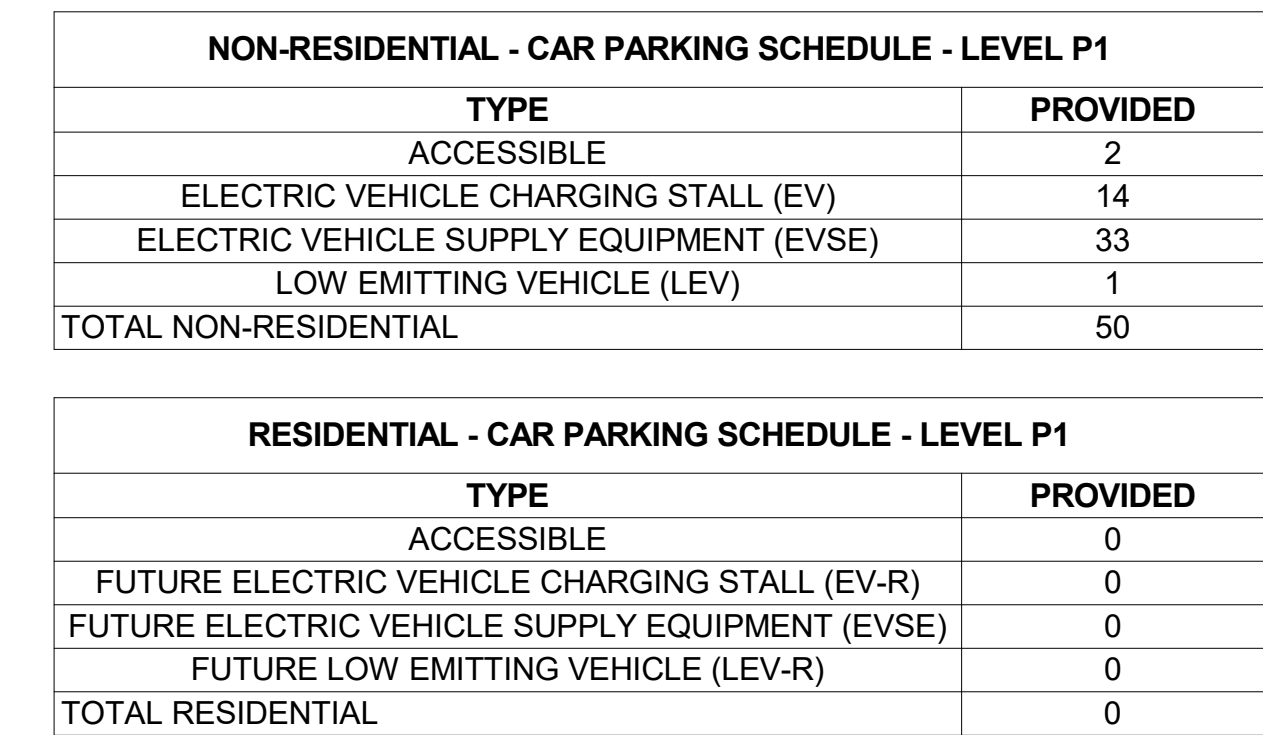 NON-RESIDENTIAL - CAR PARKING SCHEDULE - LEVEL P1
TYPE PROVIDED
ACCESSIBLE 2
ELECTRIC VEHICLE CHARGING STALL (EV) 14
ELECTRIC VEHICLE SUPPLY EQUIPMENT (EVSE) 33
LOW EMITTING VEHICLE (LEV) 1
TOTAL NON-RESIDENTIAL 50
RESIDENTIAL - CAR PARKING SCHEDULE - LEVEL P1
TYPE PROVIDED
ACCESSIBLE 0
FUTURE ELECTRIC VEHICLE CHARGING STALL (EV-R) 0
FUTURE ELECTRIC VEHICLE SUPPLY EQUIPMENT (EVSE) 0
FUTURE LOW EMITTING VEHICLE (LEV-R) 0
TOTAL RESIDENTIAL 0